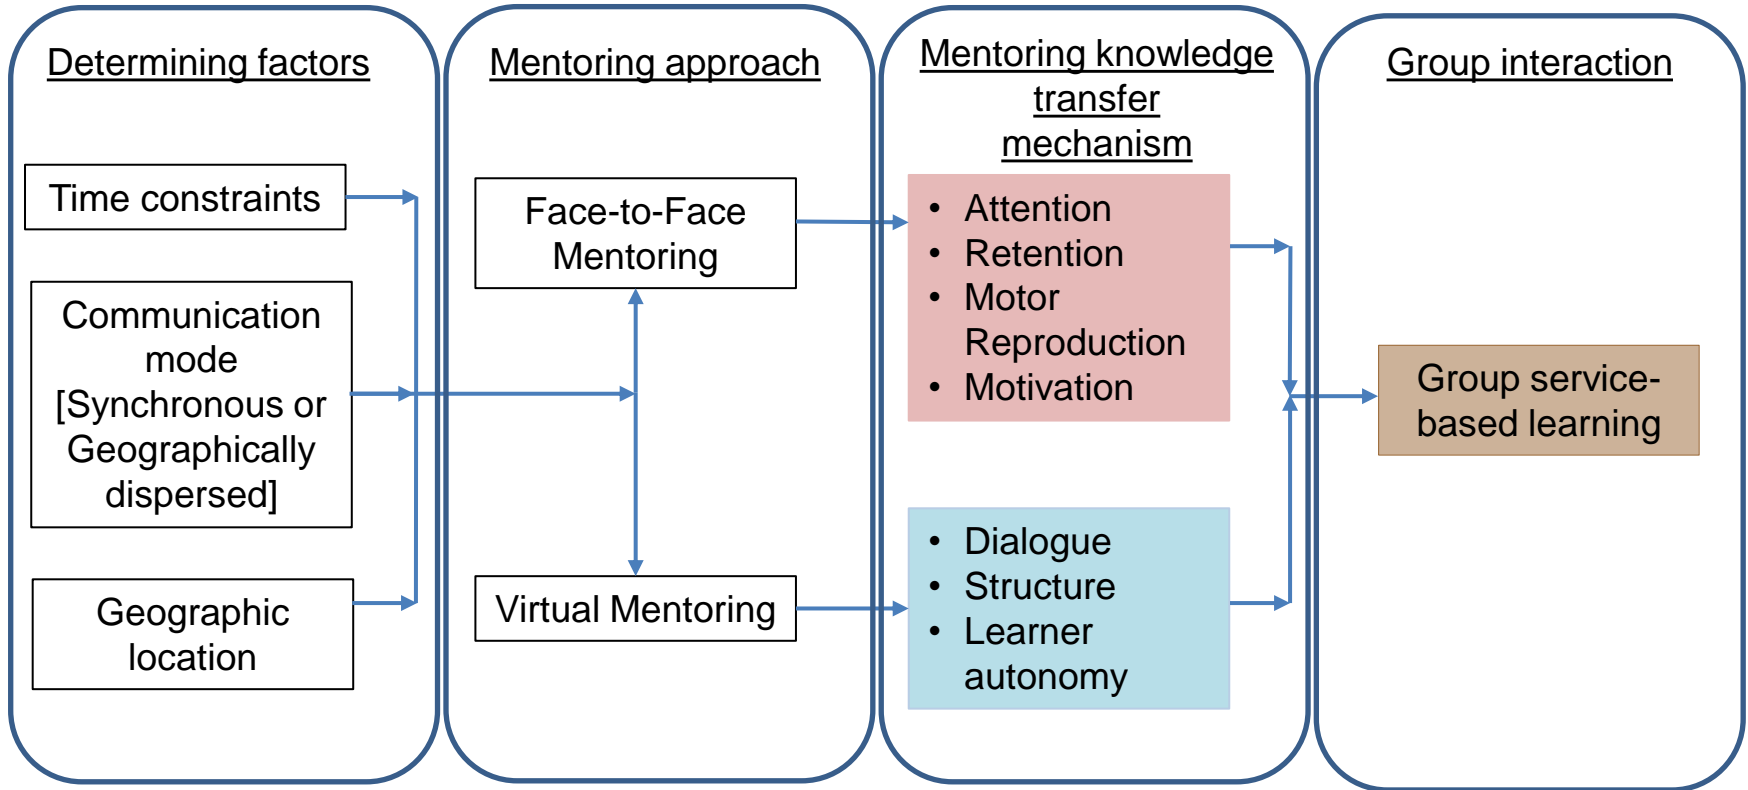 Determining factors
Time constraints
Communication
mode
[Synchronous or
Geographically
dispersed]
Geographic
location
Mentoring approach
Face-to-Face
Mentoring
Virtual Mentoring
Mentoring knowledge
transfer
mechanism
• Attention
• Retention
• Motor
Reproduction
• Motivation
• Dialogue
• Structure
• Learner
autonomy
Group interaction
Group service-
based learning